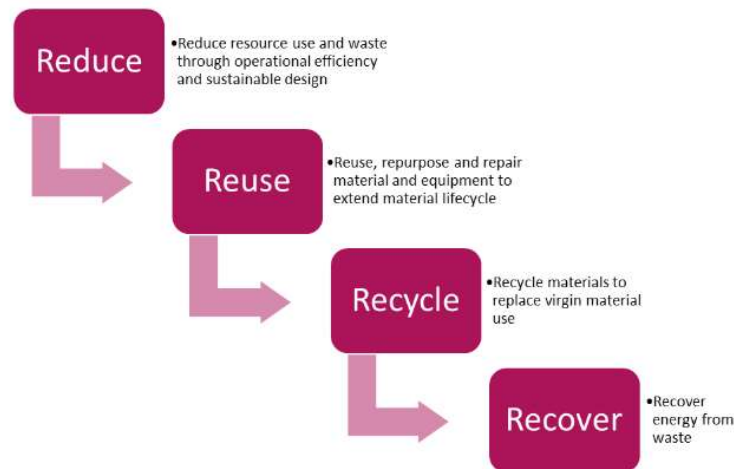 Reduce
•Reduce resource use and waste
through operational efficiency
and sustainable design
Reuse
•Reuse, repurpose and repair
material and equipment to
extend material lifecycle
Recycle
•Recycle materials to
replace virgin material
use
Recover
•Recover
energy from
waste